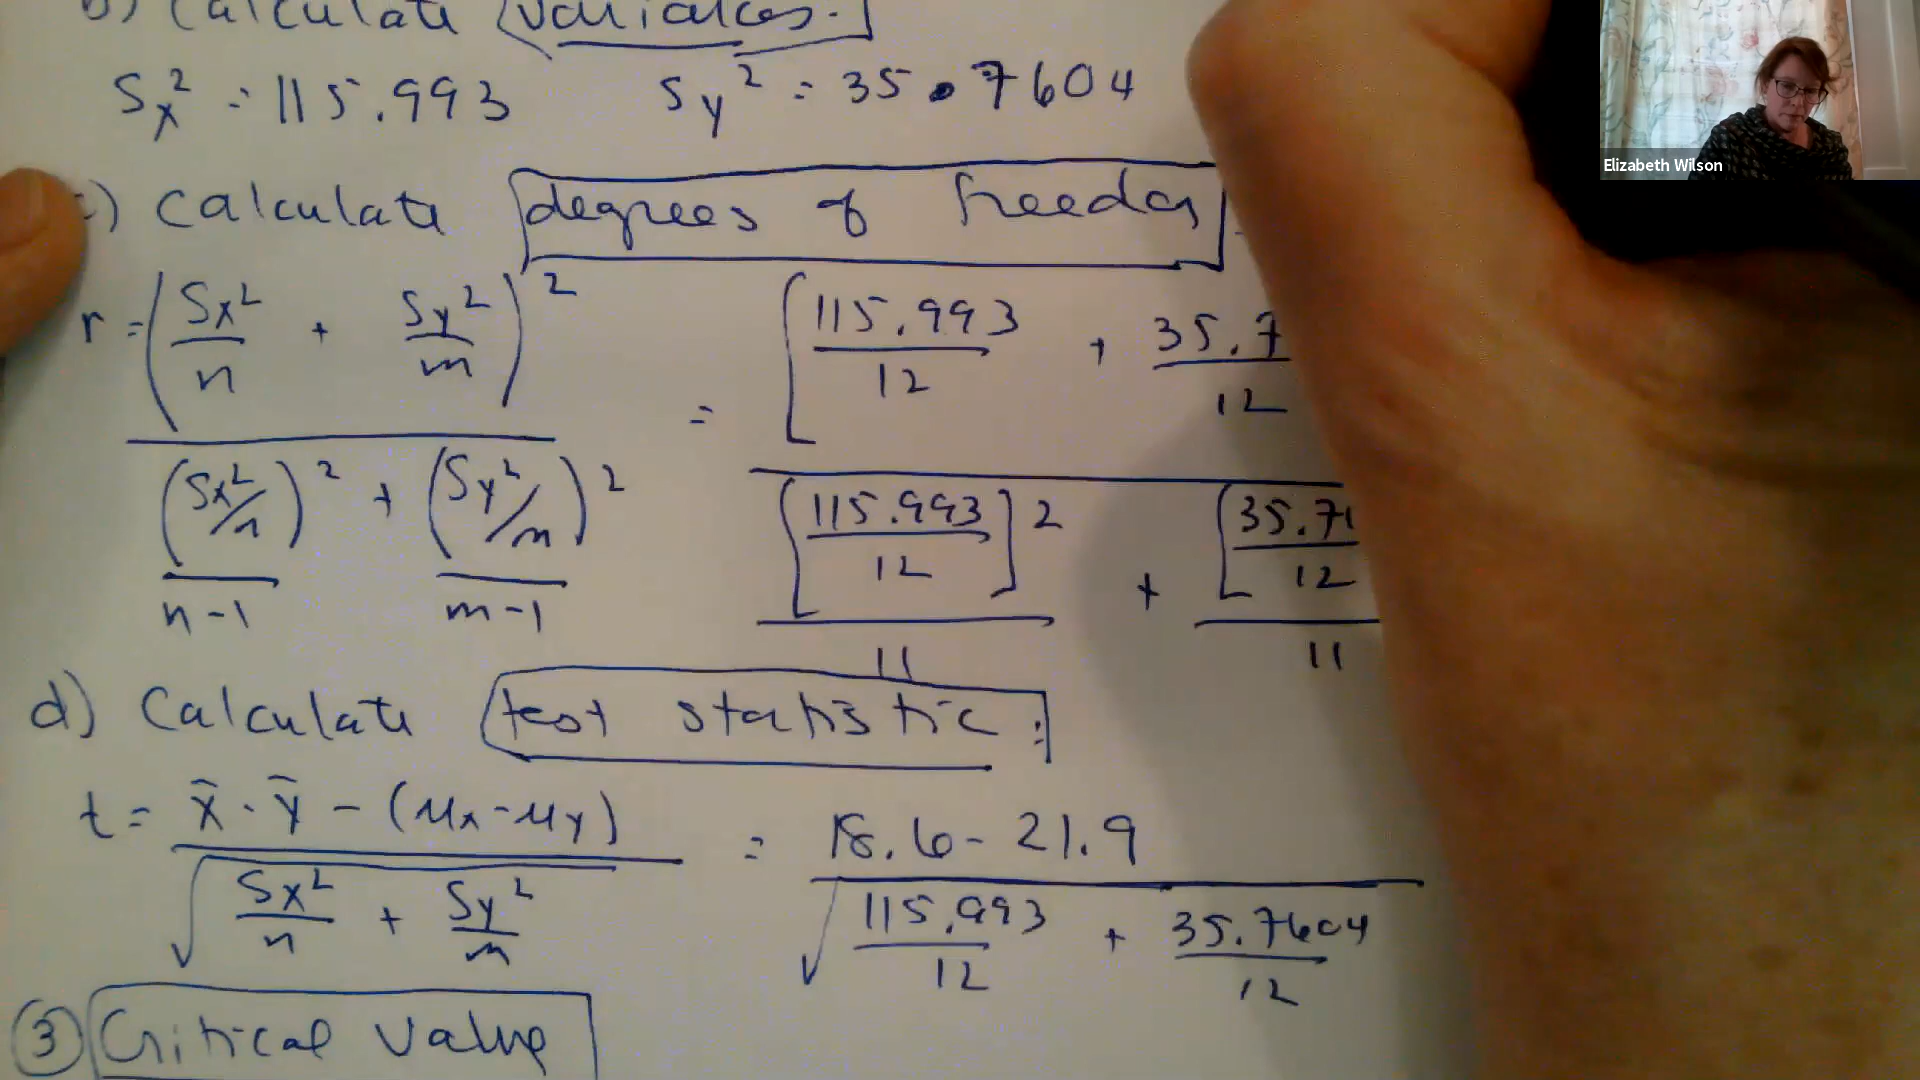 b) Calculate variances.
Sx² = 115.993 Sy² = 35.7604
Elizabeth Wilson
c) Calculate degrees of freedom
r = (Sx²/n + Sy²/m)² = [115.993/12 + 35.7/12
(Sx²/n)²/n-1 + (Sy²/m)²/m-1 [115.993/12]²/11 + [35.76/12/11
d) Calculate test statistic:
t = x̄ - ȳ - (μx-μy) = 18.6 - 21.9
√Sx²/n + Sy²/m √115.993/12 + 35.7604/12
③ Critical Value